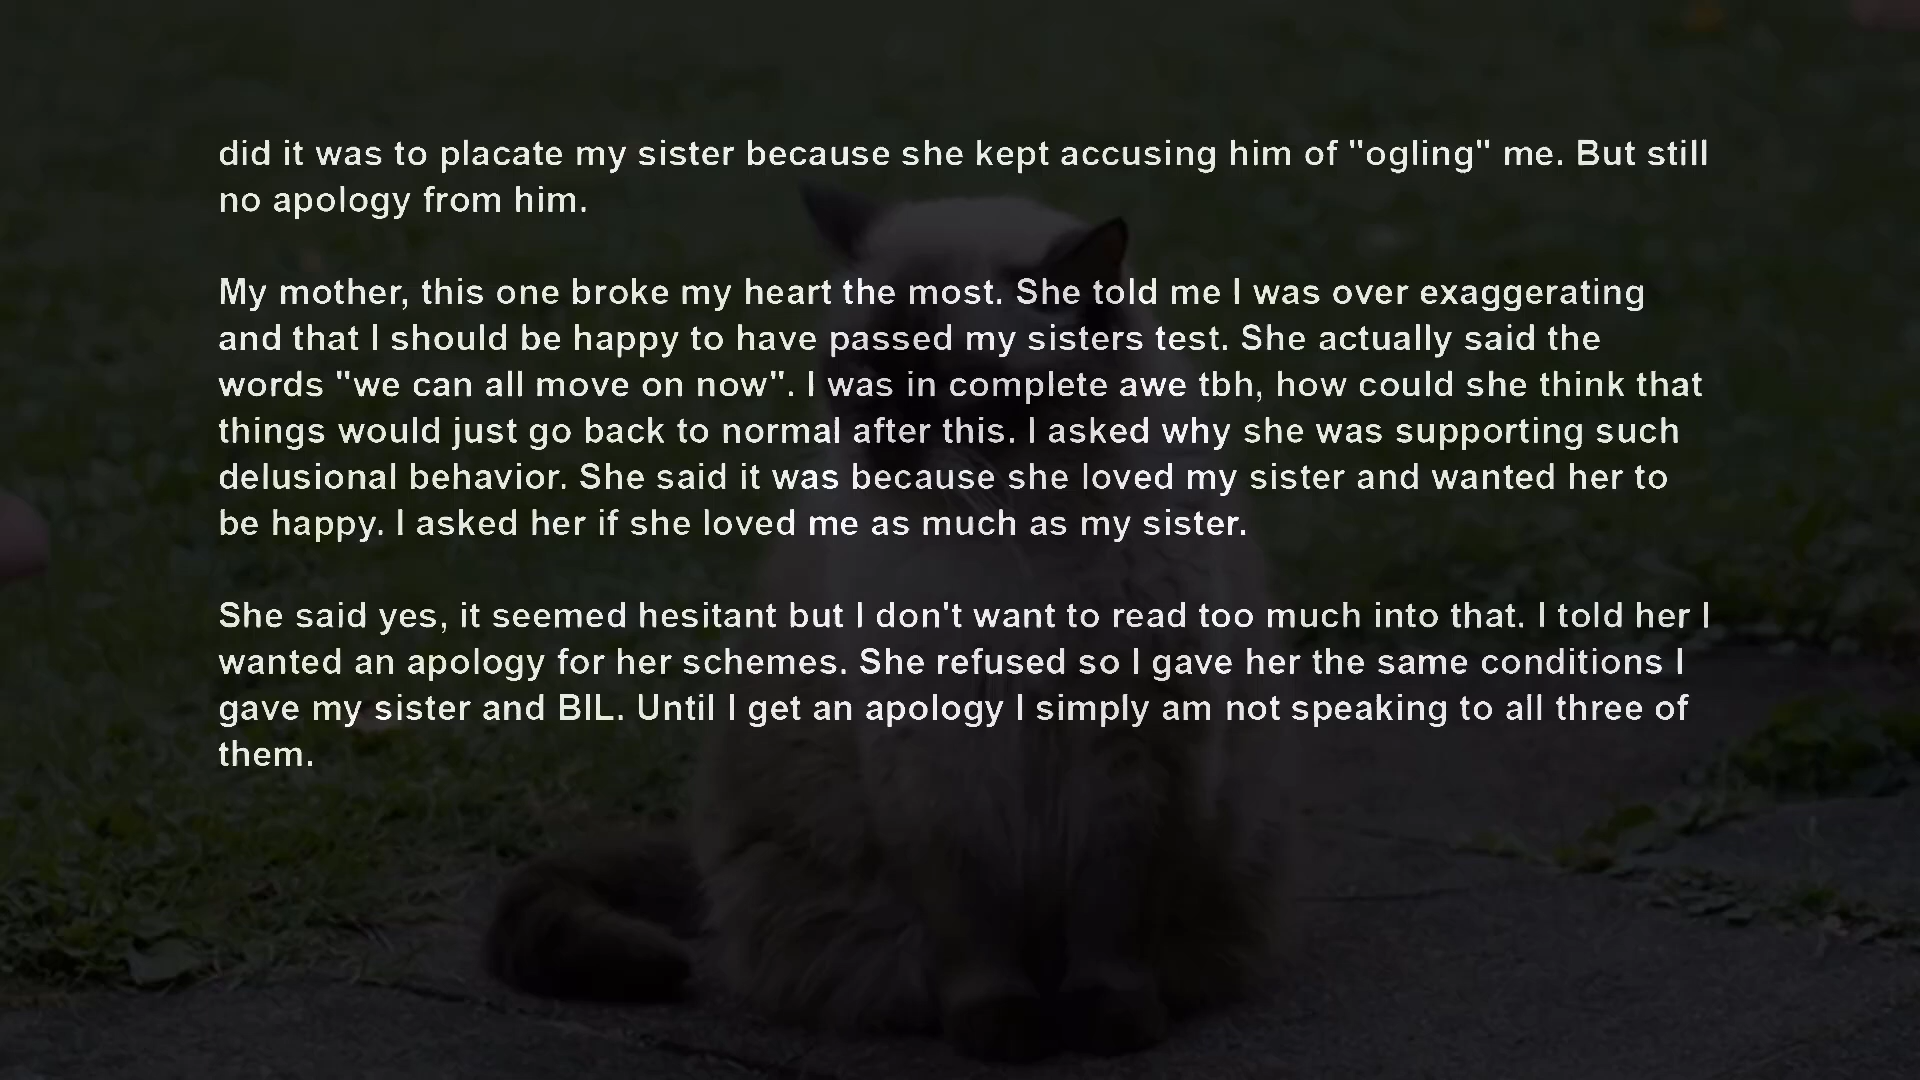 did it was to placate my sister because she kept accusing him of "ogling" me. But still
no apology from him.
My mother, this one broke my heart the most. She told me I was over exaggerating
and that I should be happy to have passed my sisters test. She actually said the
words "we can all move on now". I was in complete awe tbh, how could she think that
things would just go back to normal after this. I asked why she was supporting such
delusional behavior. She said it was because she loved my sister and wanted her to
be happy. I asked her if she loved me as much as my sister.
She said yes, it seemed hesitant but I don't want to read too much into that. I told her I
wanted an apology for her schemes. She refused so I gave her the same conditions I
gave my sister and BIL. Until I get an apology I simply am not speaking to all three of
them.